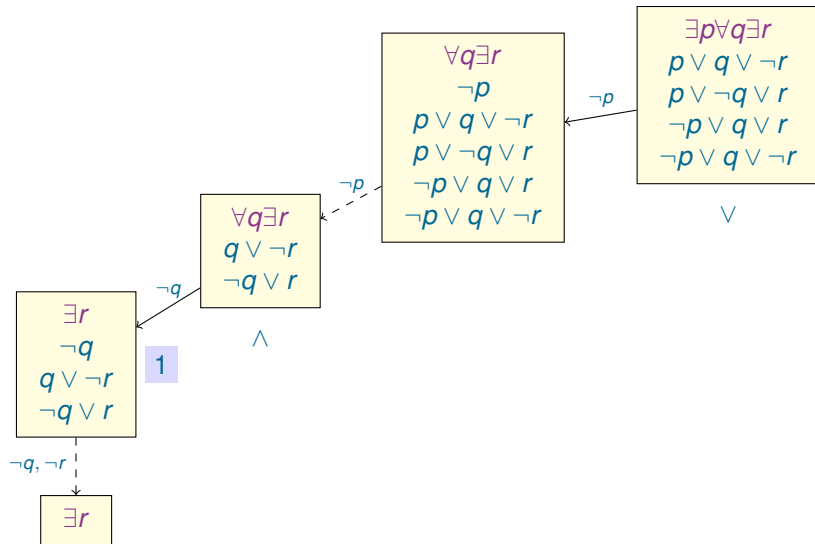 ∃p∀q∃r
p ∨ q ∨ ¬r
p ∨ ¬q ∨ r
¬p ∨ q ∨ r
¬p ∨ q ∨ ¬r
∨
¬p
∀q∃r
¬p
p ∨ q ∨ ¬r
p ∨ ¬q ∨ r
¬p ∨ q ∨ r
¬p ∨ q ∨ ¬r
¬p
∀q∃r
q ∨ ¬r
¬q ∨ r
∧
¬q
∃r
¬q
q ∨ ¬r
¬q ∨ r
1
¬q, ¬r
∃r